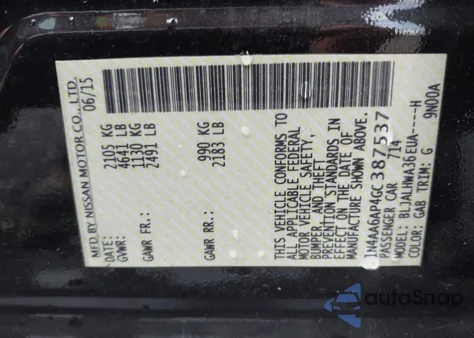 MFD BY NISSAN MOTOR CO., LTD.
06/15
GVWR: 2105 KG
4641 LB
GAWR FR.: 1130 KG
2491 LB
GAWR RR.: 990 KG
2183 LB
THIS VEHICLE CONFORMS TO
ALL APPLICABLE FEDERAL
MOTOR VEHICLE SAFETY,
BUMPER, AND THEFT
PREVENTION STANDARDS
IN EFFECT ON THE DATE OF
MANUFACTURE SHOWN ABOVE.
1N4AA6AP4GC387537
PASSENGER CAR 714
MODEL: BLJALHWA36EUA----H
COLOR: GAB TRIM: G 9N00A
autoSnap